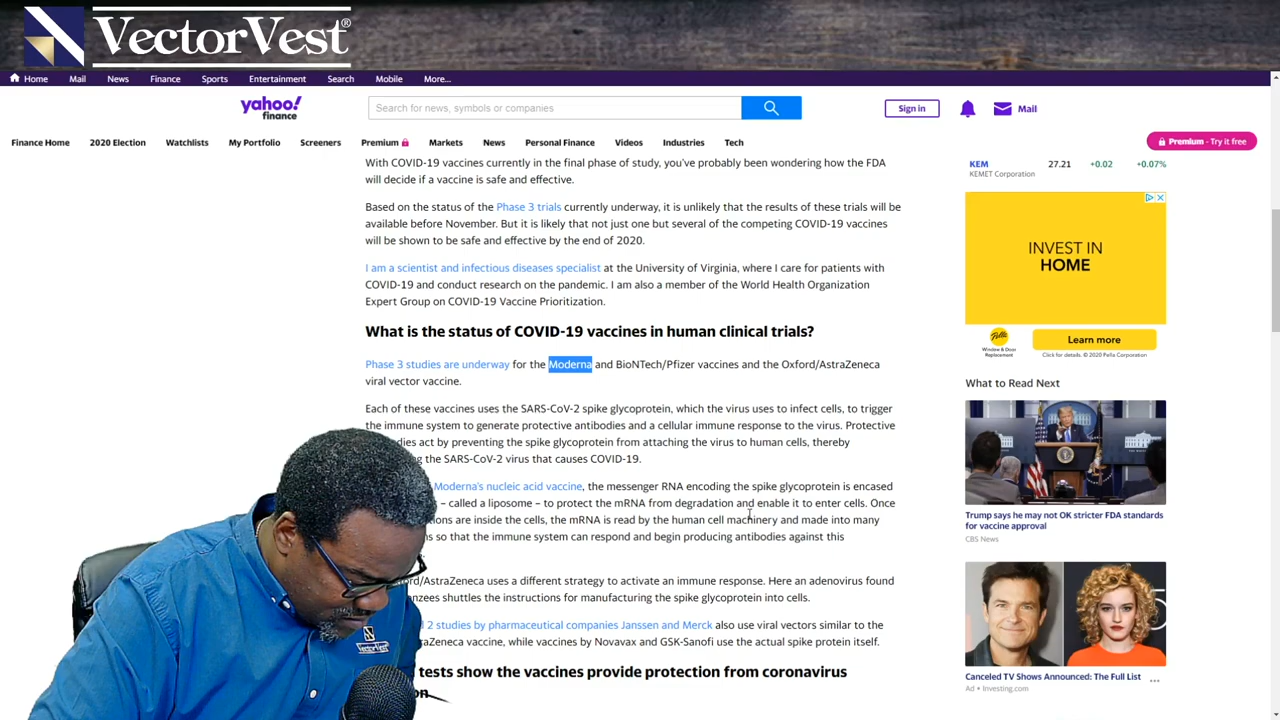 VectorVest®
Home Mail News Finance Sports Entertainment Search Mobile More...
yahoo!
finance
Search for news, symbols or companies
Sign in
Mail
Finance Home 2020 Election Watchlists My Portfolio Screeners Premium Markets News Personal Finance Videos Industries Tech
Premium - Try it free
With COVID-19 vaccines currently in the final phase of study, you've probably been wondering how the FDA
will decide if a vaccine is safe and effective.
Based on the status of the Phase 3 trials currently underway, it is unlikely that the results of these trials will be
available before November. But it is likely that not just one but several of the competing COVID-19 vaccines
will be shown to be safe and effective by the end of 2020.
I am a scientist and infectious diseases specialist at the University of Virginia, where I care for patients with
COVID-19 and conduct research on the pandemic. I am also a member of the World Health Organization
Expert Group on COVID-19 Vaccine Prioritization.
What is the status of COVID-19 vaccines in human clinical trials?
Phase 3 studies are underway for the Moderna and BioNTech/Pfizer vaccines and the Oxford/AstraZeneca
viral vector vaccine.
Each of these vaccines uses the SARS-CoV-2 spike glycoprotein, which the virus uses to infect cells, to trigger
the immune system to generate protective antibodies and a cellular immune response to the virus. Protective
dies act by preventing the spike glycoprotein from attaching the virus to human cells, thereby
g the SARS-CoV-2 virus that causes COVID-19.
Moderna's nucleic acid vaccine, the messenger RNA encoding the spike glycoprotein is encased
– called a liposome – to protect the mRNA from degradation and enable it to enter cells. Once
tions are inside the cells, the mRNA is read by the human cell machinery and made into many
ns so that the immune system can respond and begin producing antibodies against this
ord/AstraZeneca uses a different strategy to activate an immune response. Here an adenovirus found
nzees shuttles the instructions for manufacturing the spike glycoprotein into cells.
2 studies by pharmaceutical companies Janssen and Merck also use viral vectors similar to the
raZeneca vaccine, while vaccines by Novavax and GSK-Sanofi use the actual spike protein itself.
tests show the vaccines provide protection from coronavirus
on
KEM 27.21 +0.02 +0.07%
KEMET Corporation
INVEST IN
HOME
Pella
Window & Door
Replacement
Learn more
Click for details. © 2020 Pella Corporation
What to Read Next
Trump says he may not OK stricter FDA standards
for vaccine approval
CBS News
Canceled TV Shows Announced: The Full List
Ad • Investing.com
...
VectorVest